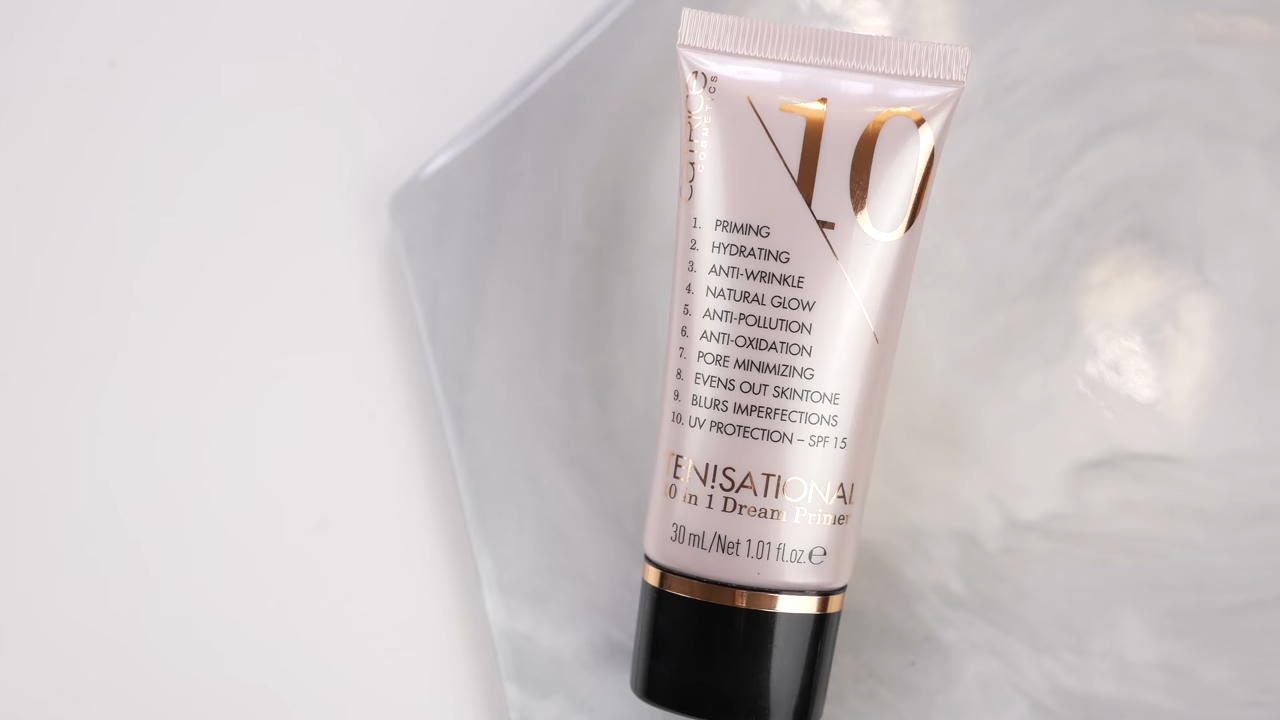 catrice
COSMETICS
10
1. PRIMING
2. HYDRATING
3. ANTI-WRINKLE
4. NATURAL GLOW
5. ANTI-POLLUTION
6. ANTI-OXIDATION
7. PORE MINIMIZING
8. EVENS OUT SKINTONE
9. BLURS IMPERFECTIONS
10. UV PROTECTION – SPF 15
TEN!SATIONAL
10 in 1 Dream Primer
30 mL/Net 1.01 fl.oz. ℮